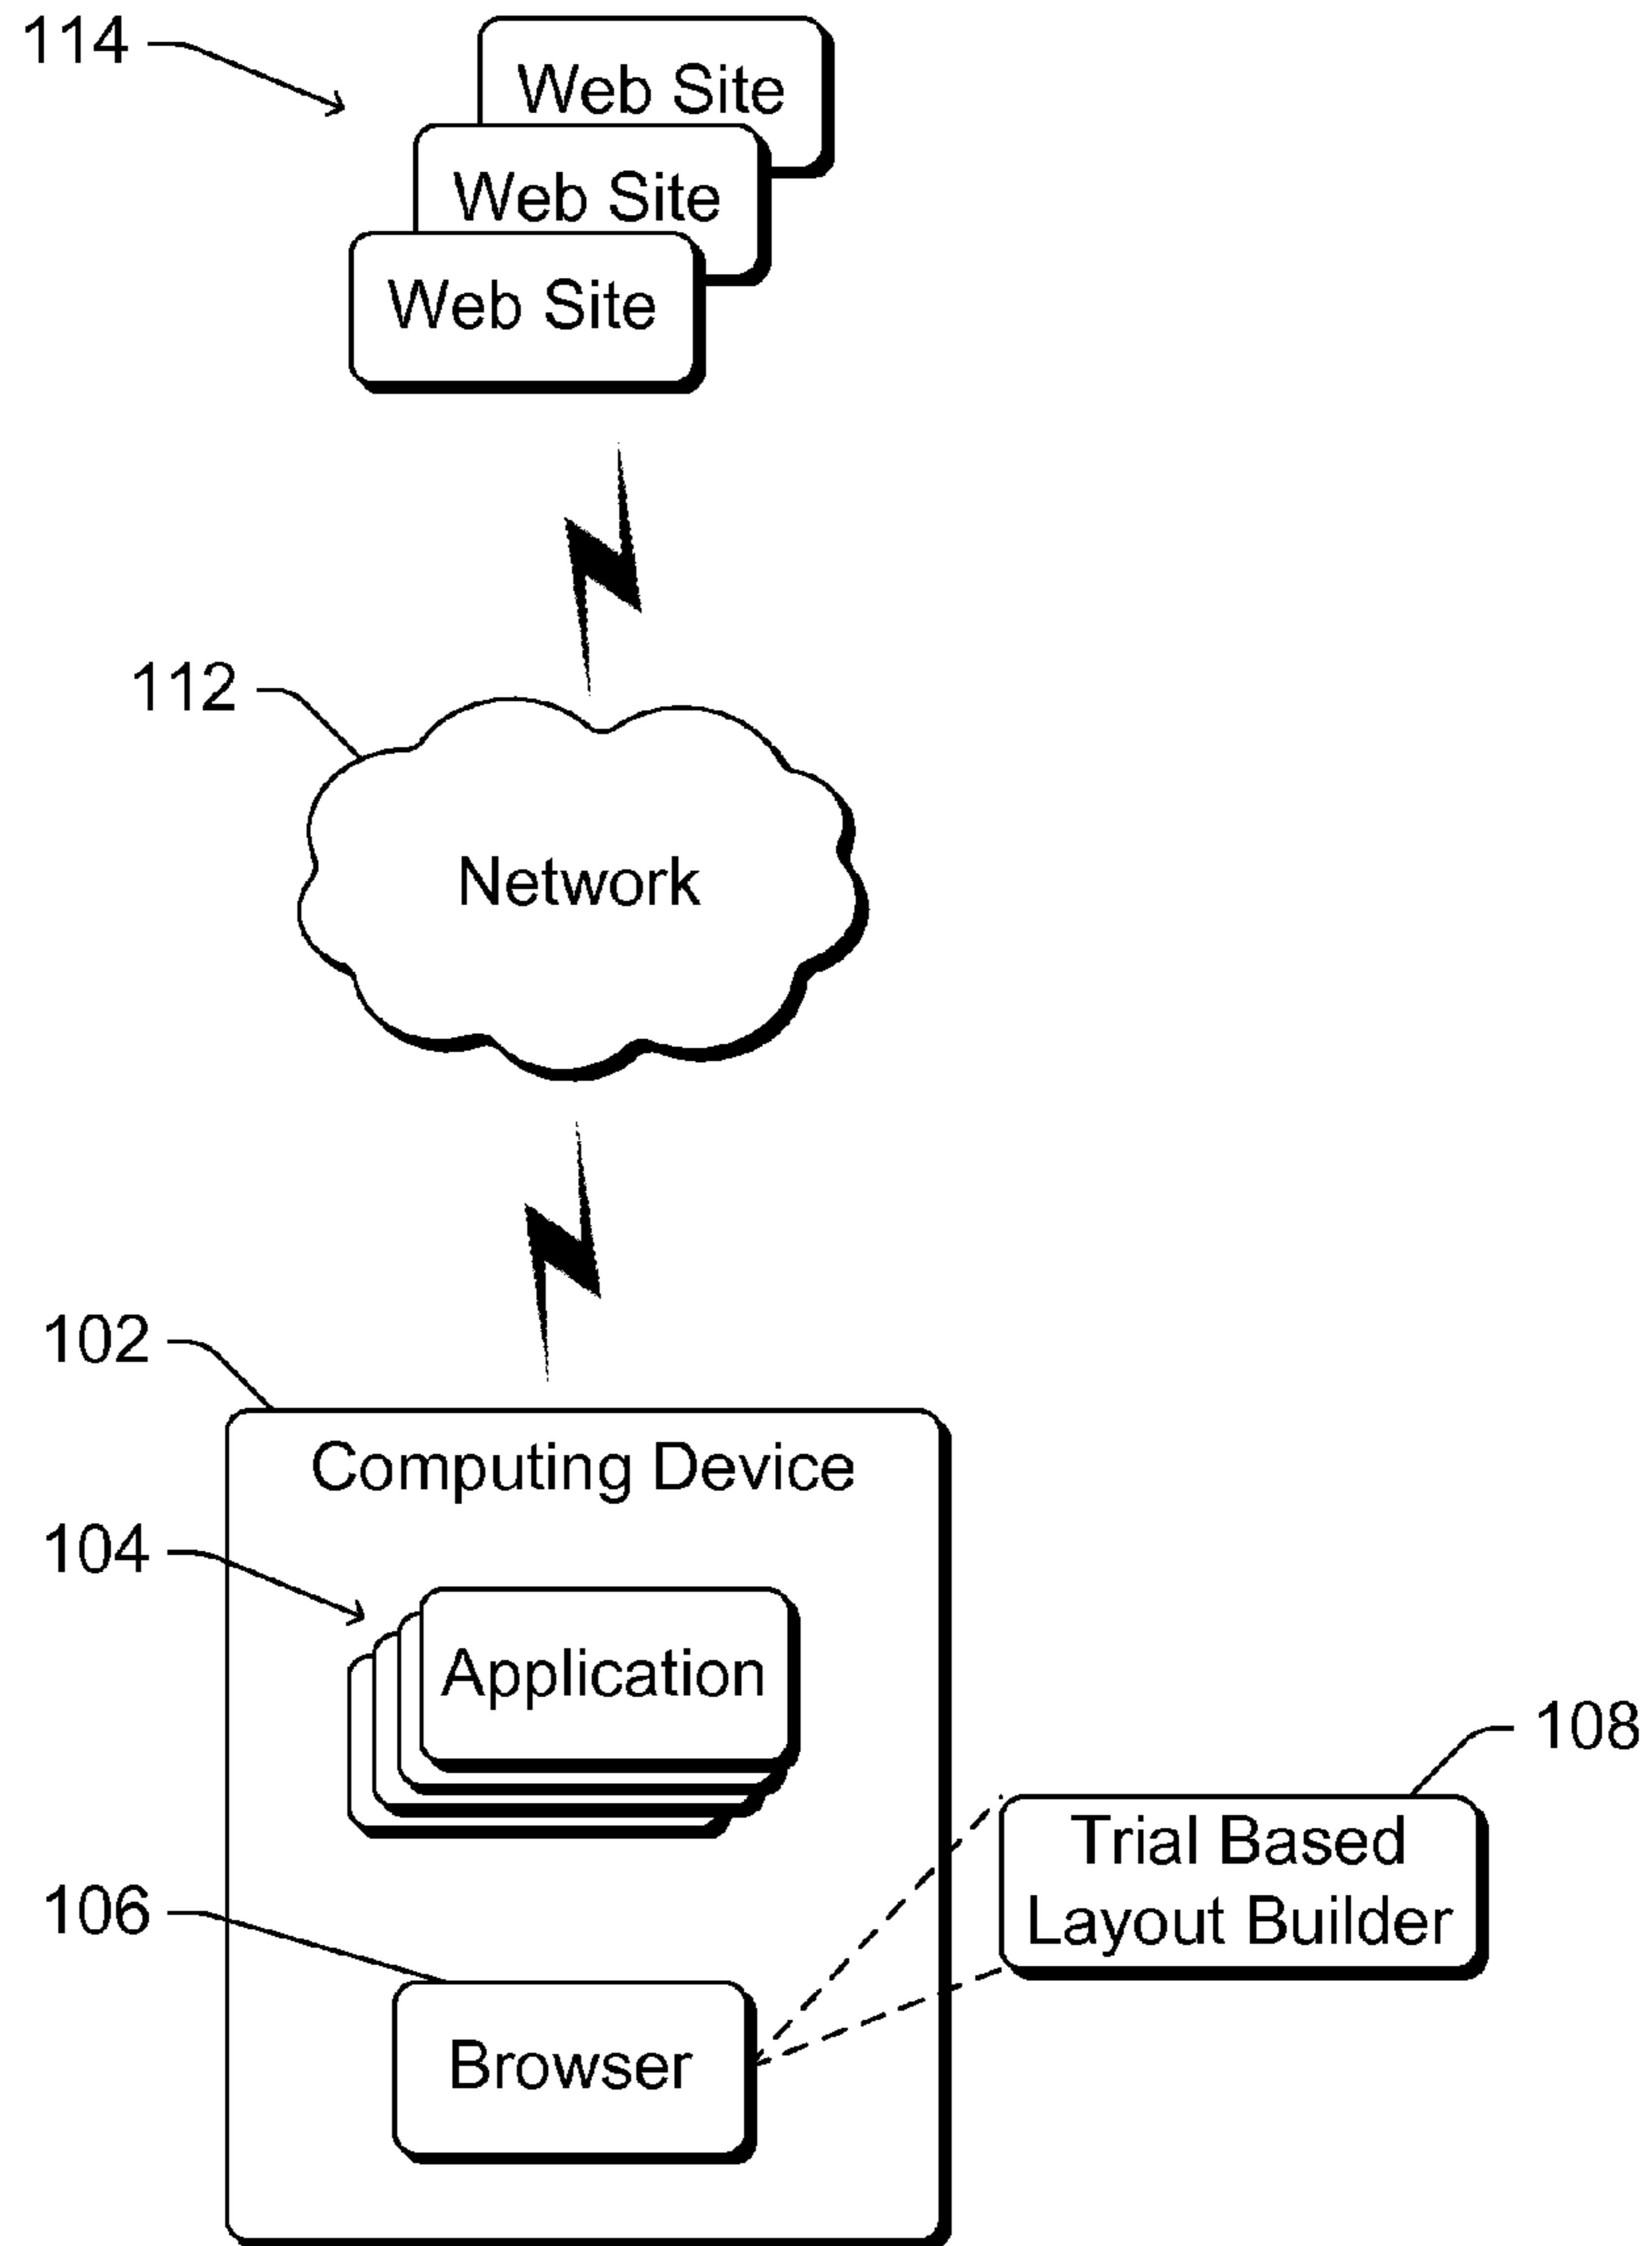 114
Web Site
Web Site
Web Site
112
Network
102
Computing Device
104
Application
108
Trial Based
Layout Builder
106
Browser